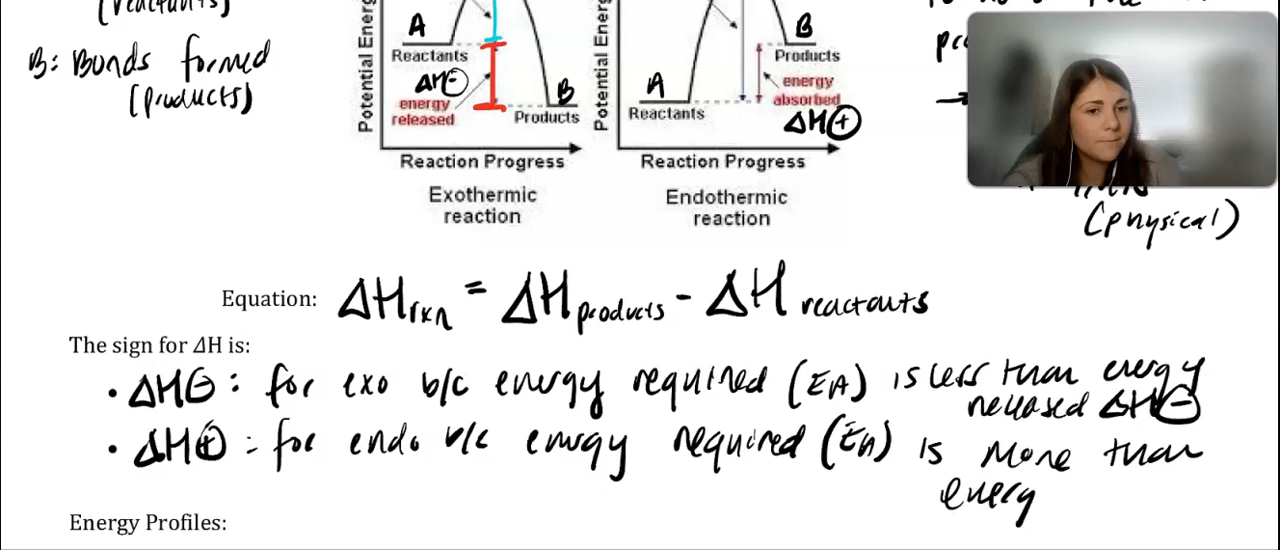 (reactants)
B: Bonds formed
(products)
Potential Energ
A
Reactants
ΔH⊖
energy
released
B
Products
Reaction Progress
Exothermic
reaction
Potential Energ
A
Reactants
B
Products
energy
absorbed
ΔH⊕
Reaction Progress
Endothermic
reaction
(physical)
Equation: ΔHrxn = ΔHproducts - ΔHreactants
The sign for ΔH is:
• ΔH⊖: for exo b/c energy required (EA) is less than energy
released ΔH⊖
• ΔH⊕: for endo b/c energy required (EA) is more than
energy
Energy Profiles: